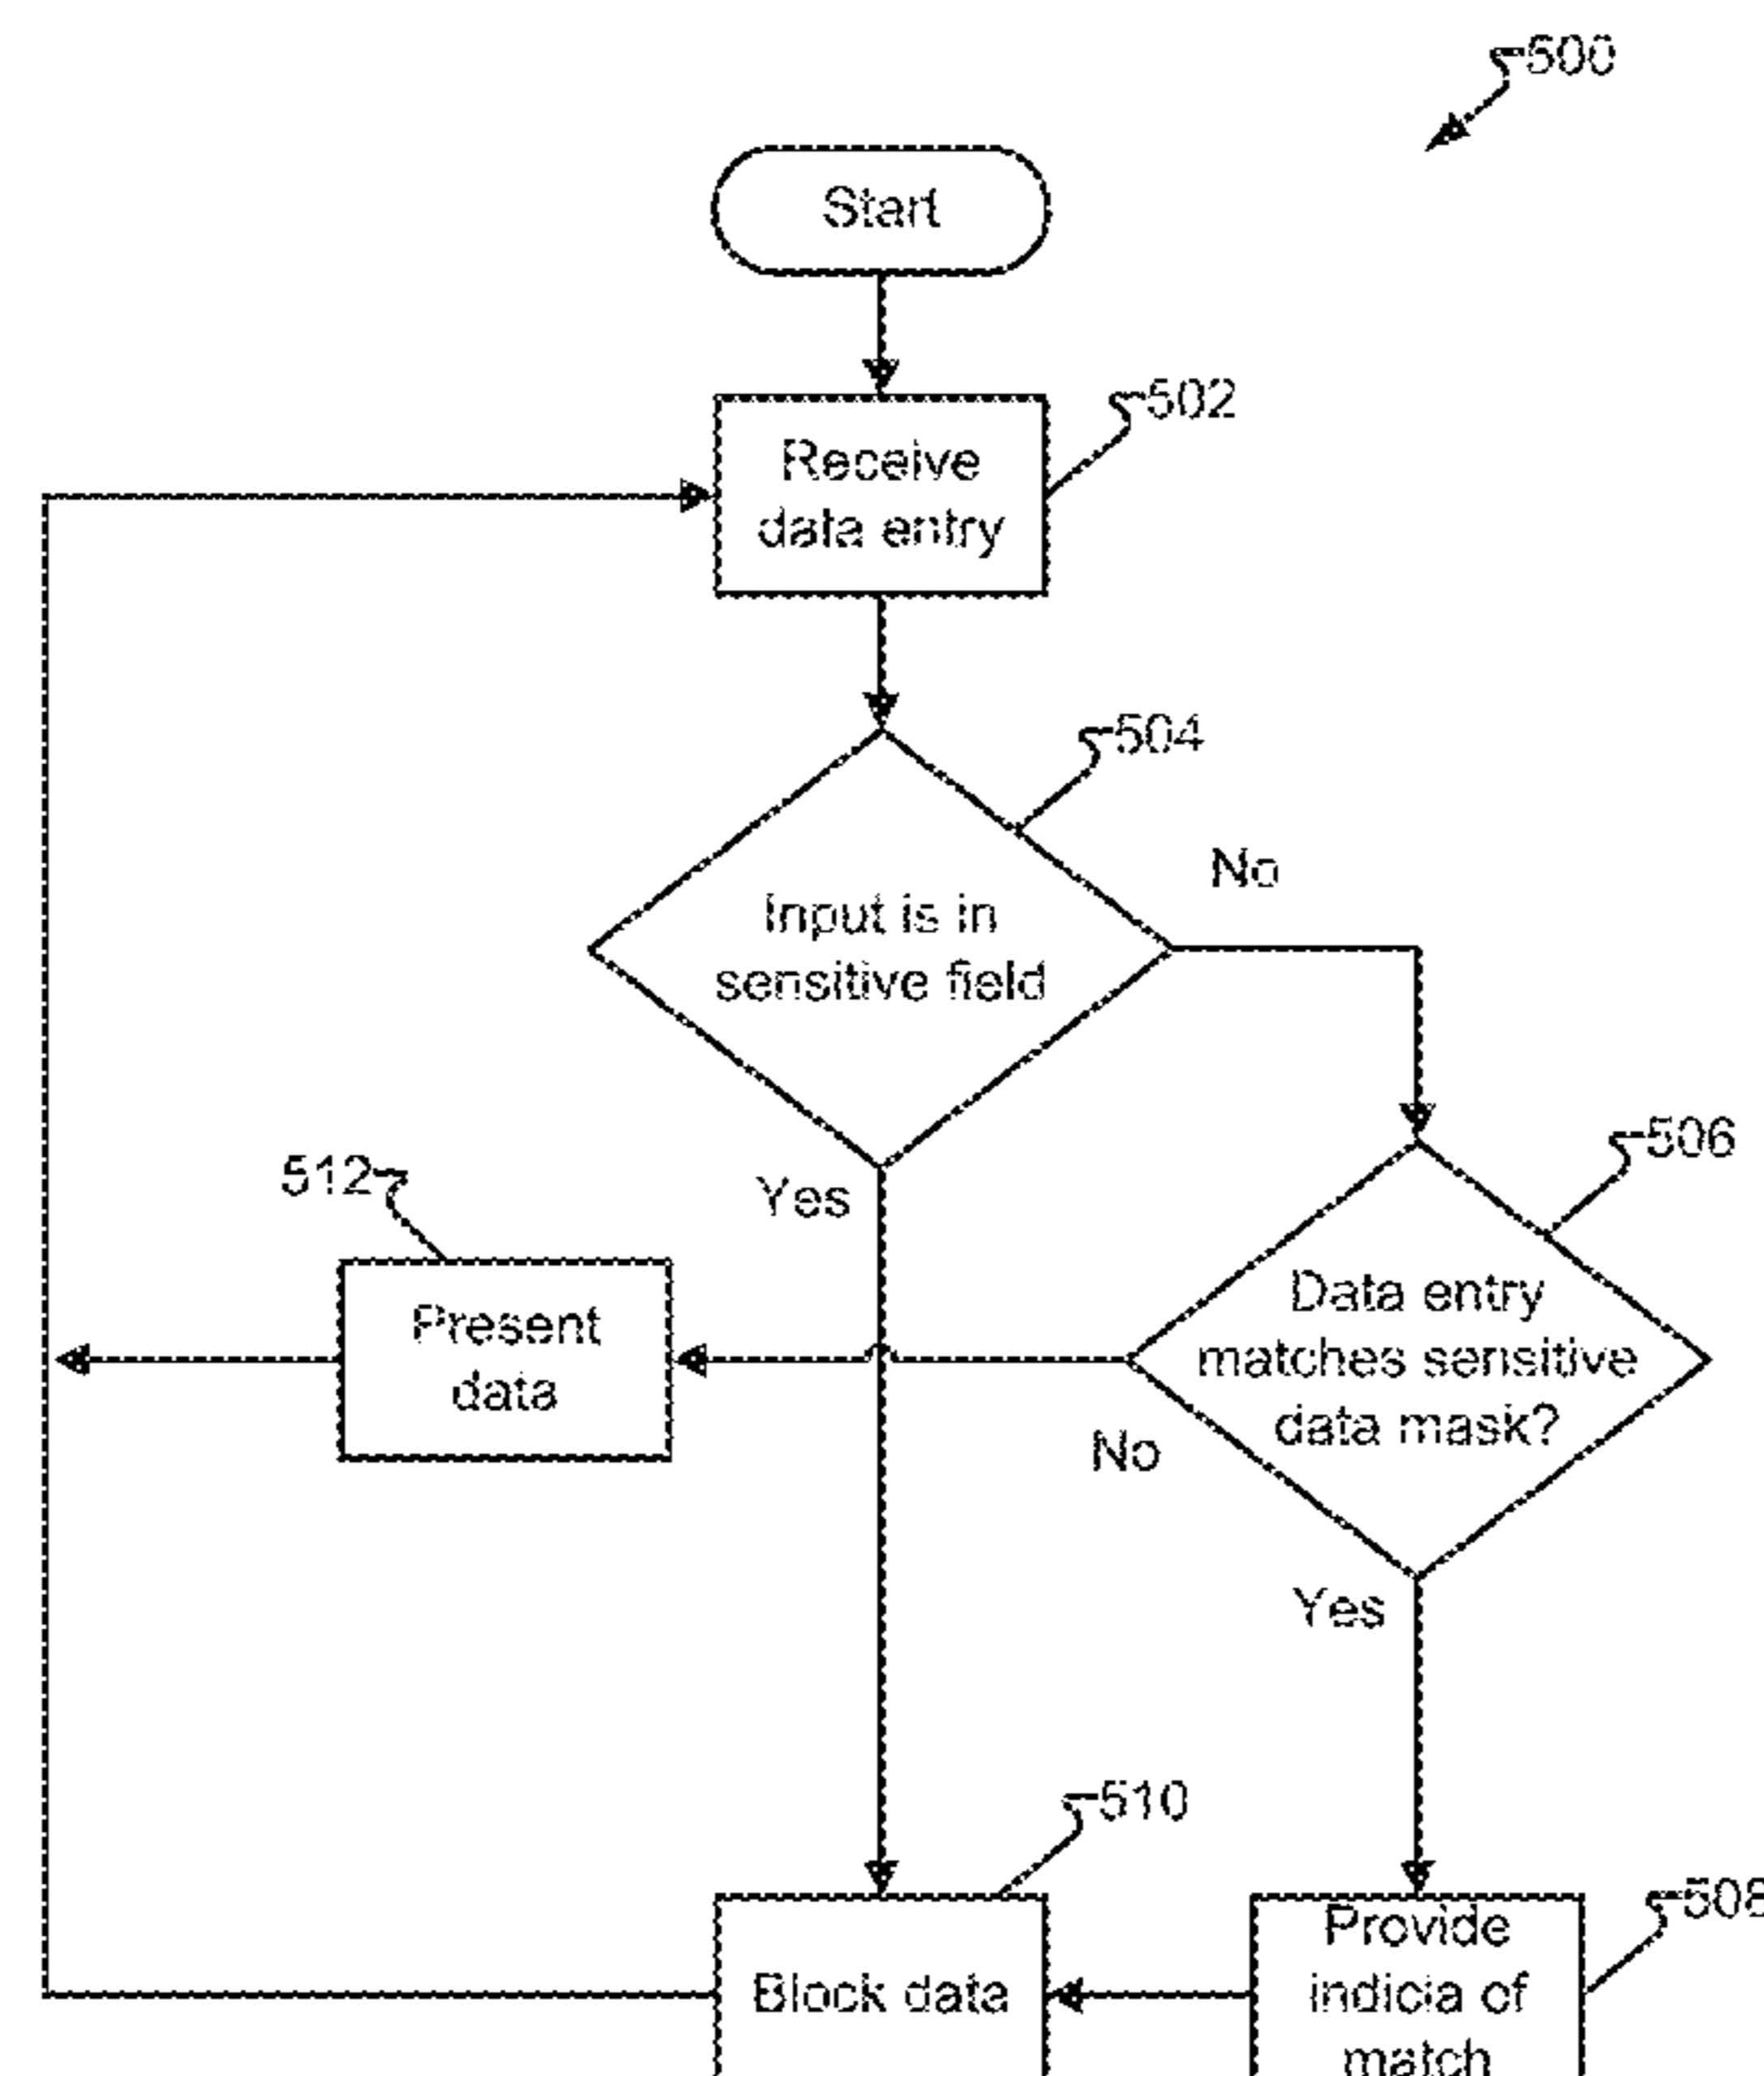 500
Start
502
Receive
data entry
504
No
Input is in
sensitive field
Yes
506
512
Present
data
Data entry
matches sensitive
data mask?
No
Yes
510
508
Block data
Provide
indicia of
match